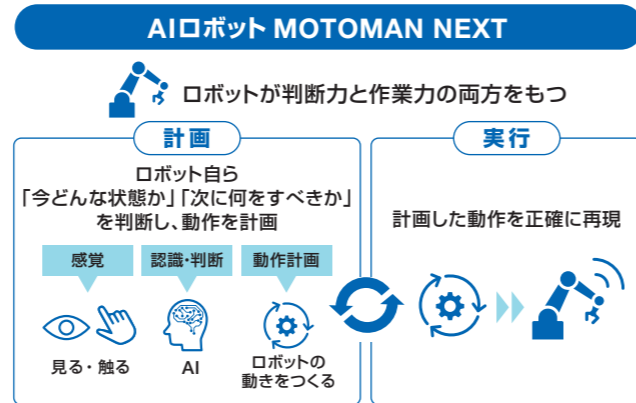 AIロボット MOTOMAN NEXT
ロボットが判断力と作業力の両方をもつ
計画
ロボット自ら
「今どんな状態か」「次に何をすべきか」
を判断し、動作を計画
感覚
認識・判断
動作計画
見る・触る
AI
ロボットの
動きをつくる
実行
計画した動作を正確に再現